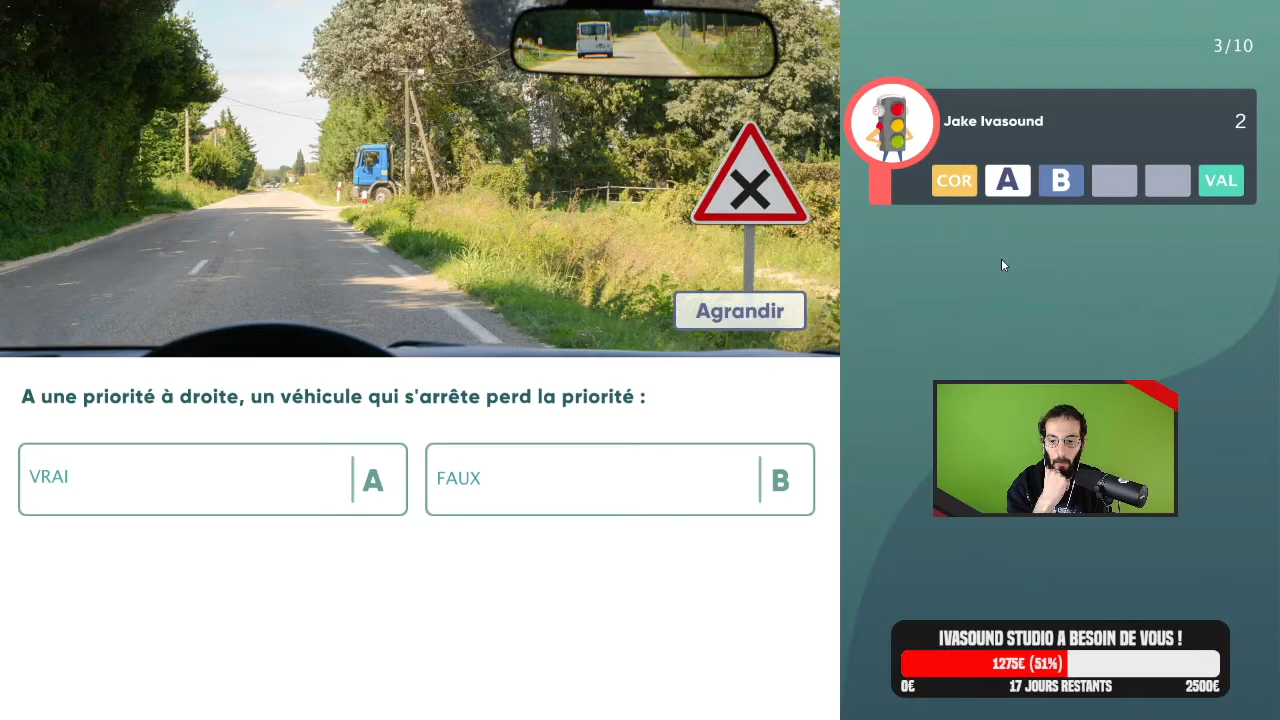 3/10
Jake Ivasound
2
COR
A
B
VAL
Agrandir
A une priorité à droite, un véhicule qui s'arrête perd la priorité :
VRAI
A
FAUX
B
IVASOUND STUDIO A BESOIN DE VOUS !
1275€ (51%)
0€
17 JOURS RESTANTS
2500€